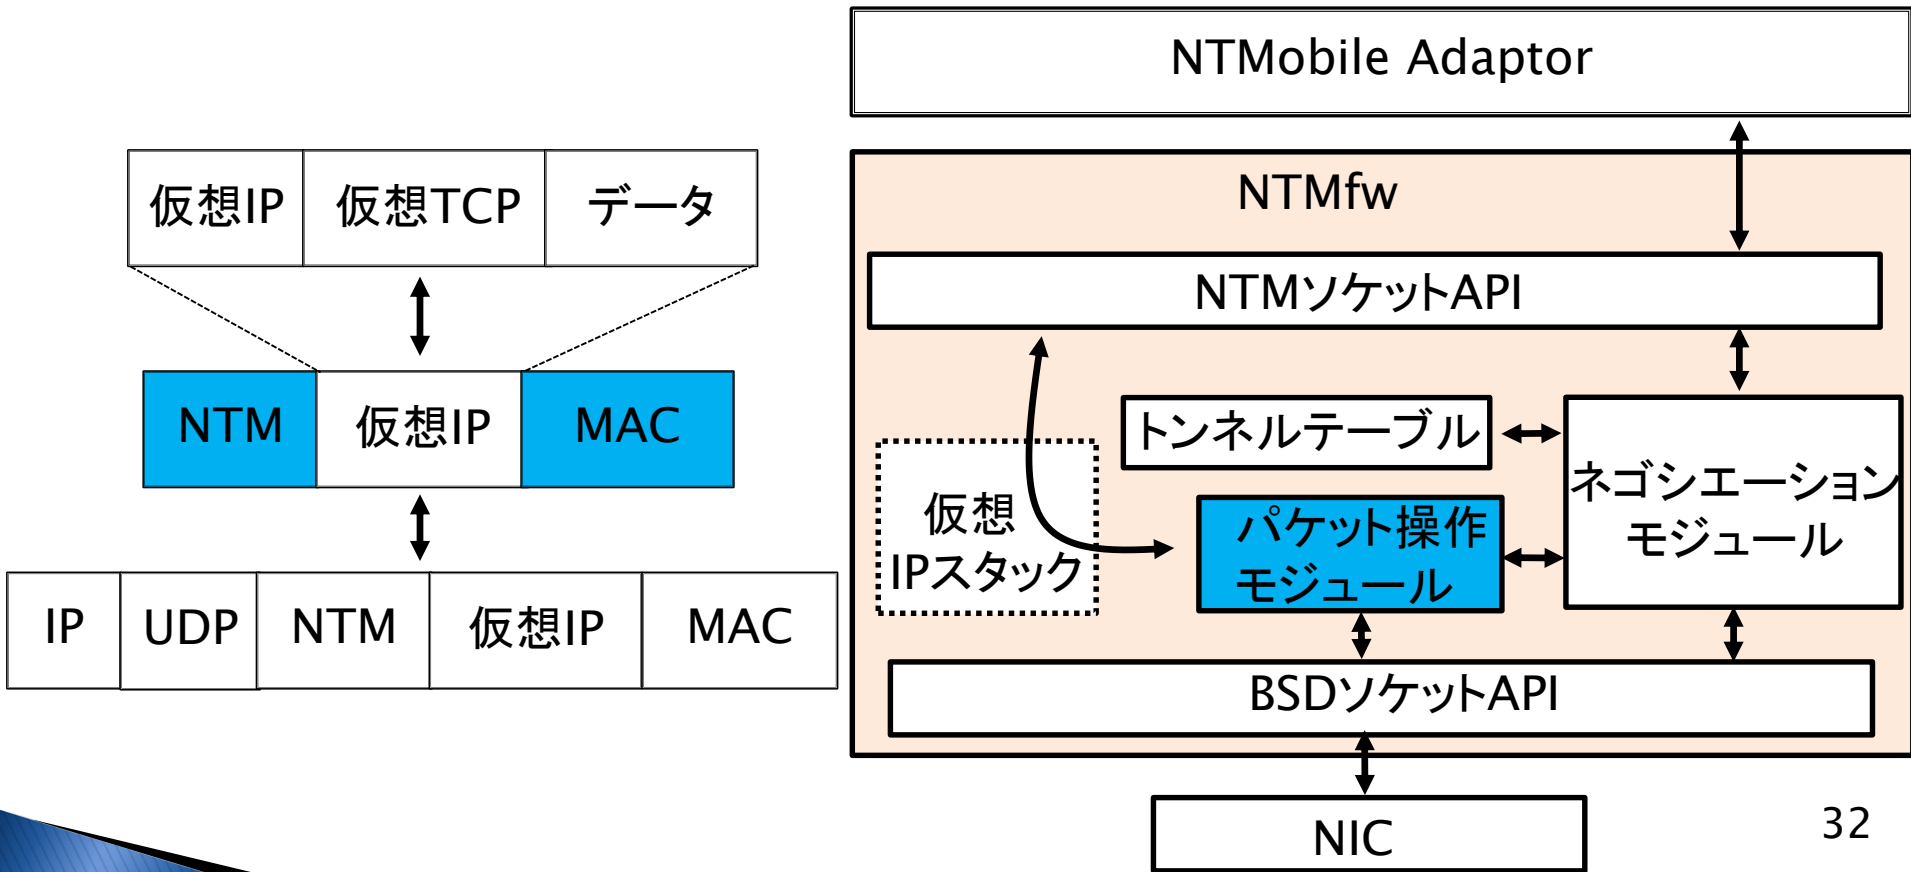 仮想IP 仮想TCP データ
NTM 仮想IP MAC
IP UDP NTM 仮想IP MAC
NTMobile Adaptor
NTMfw
NTMソケットAPI
トンネルテーブル
仮想
IPスタック
パケット操作
モジュール
ネゴシエーション
モジュール
BSDソケットAPI
NIC
32